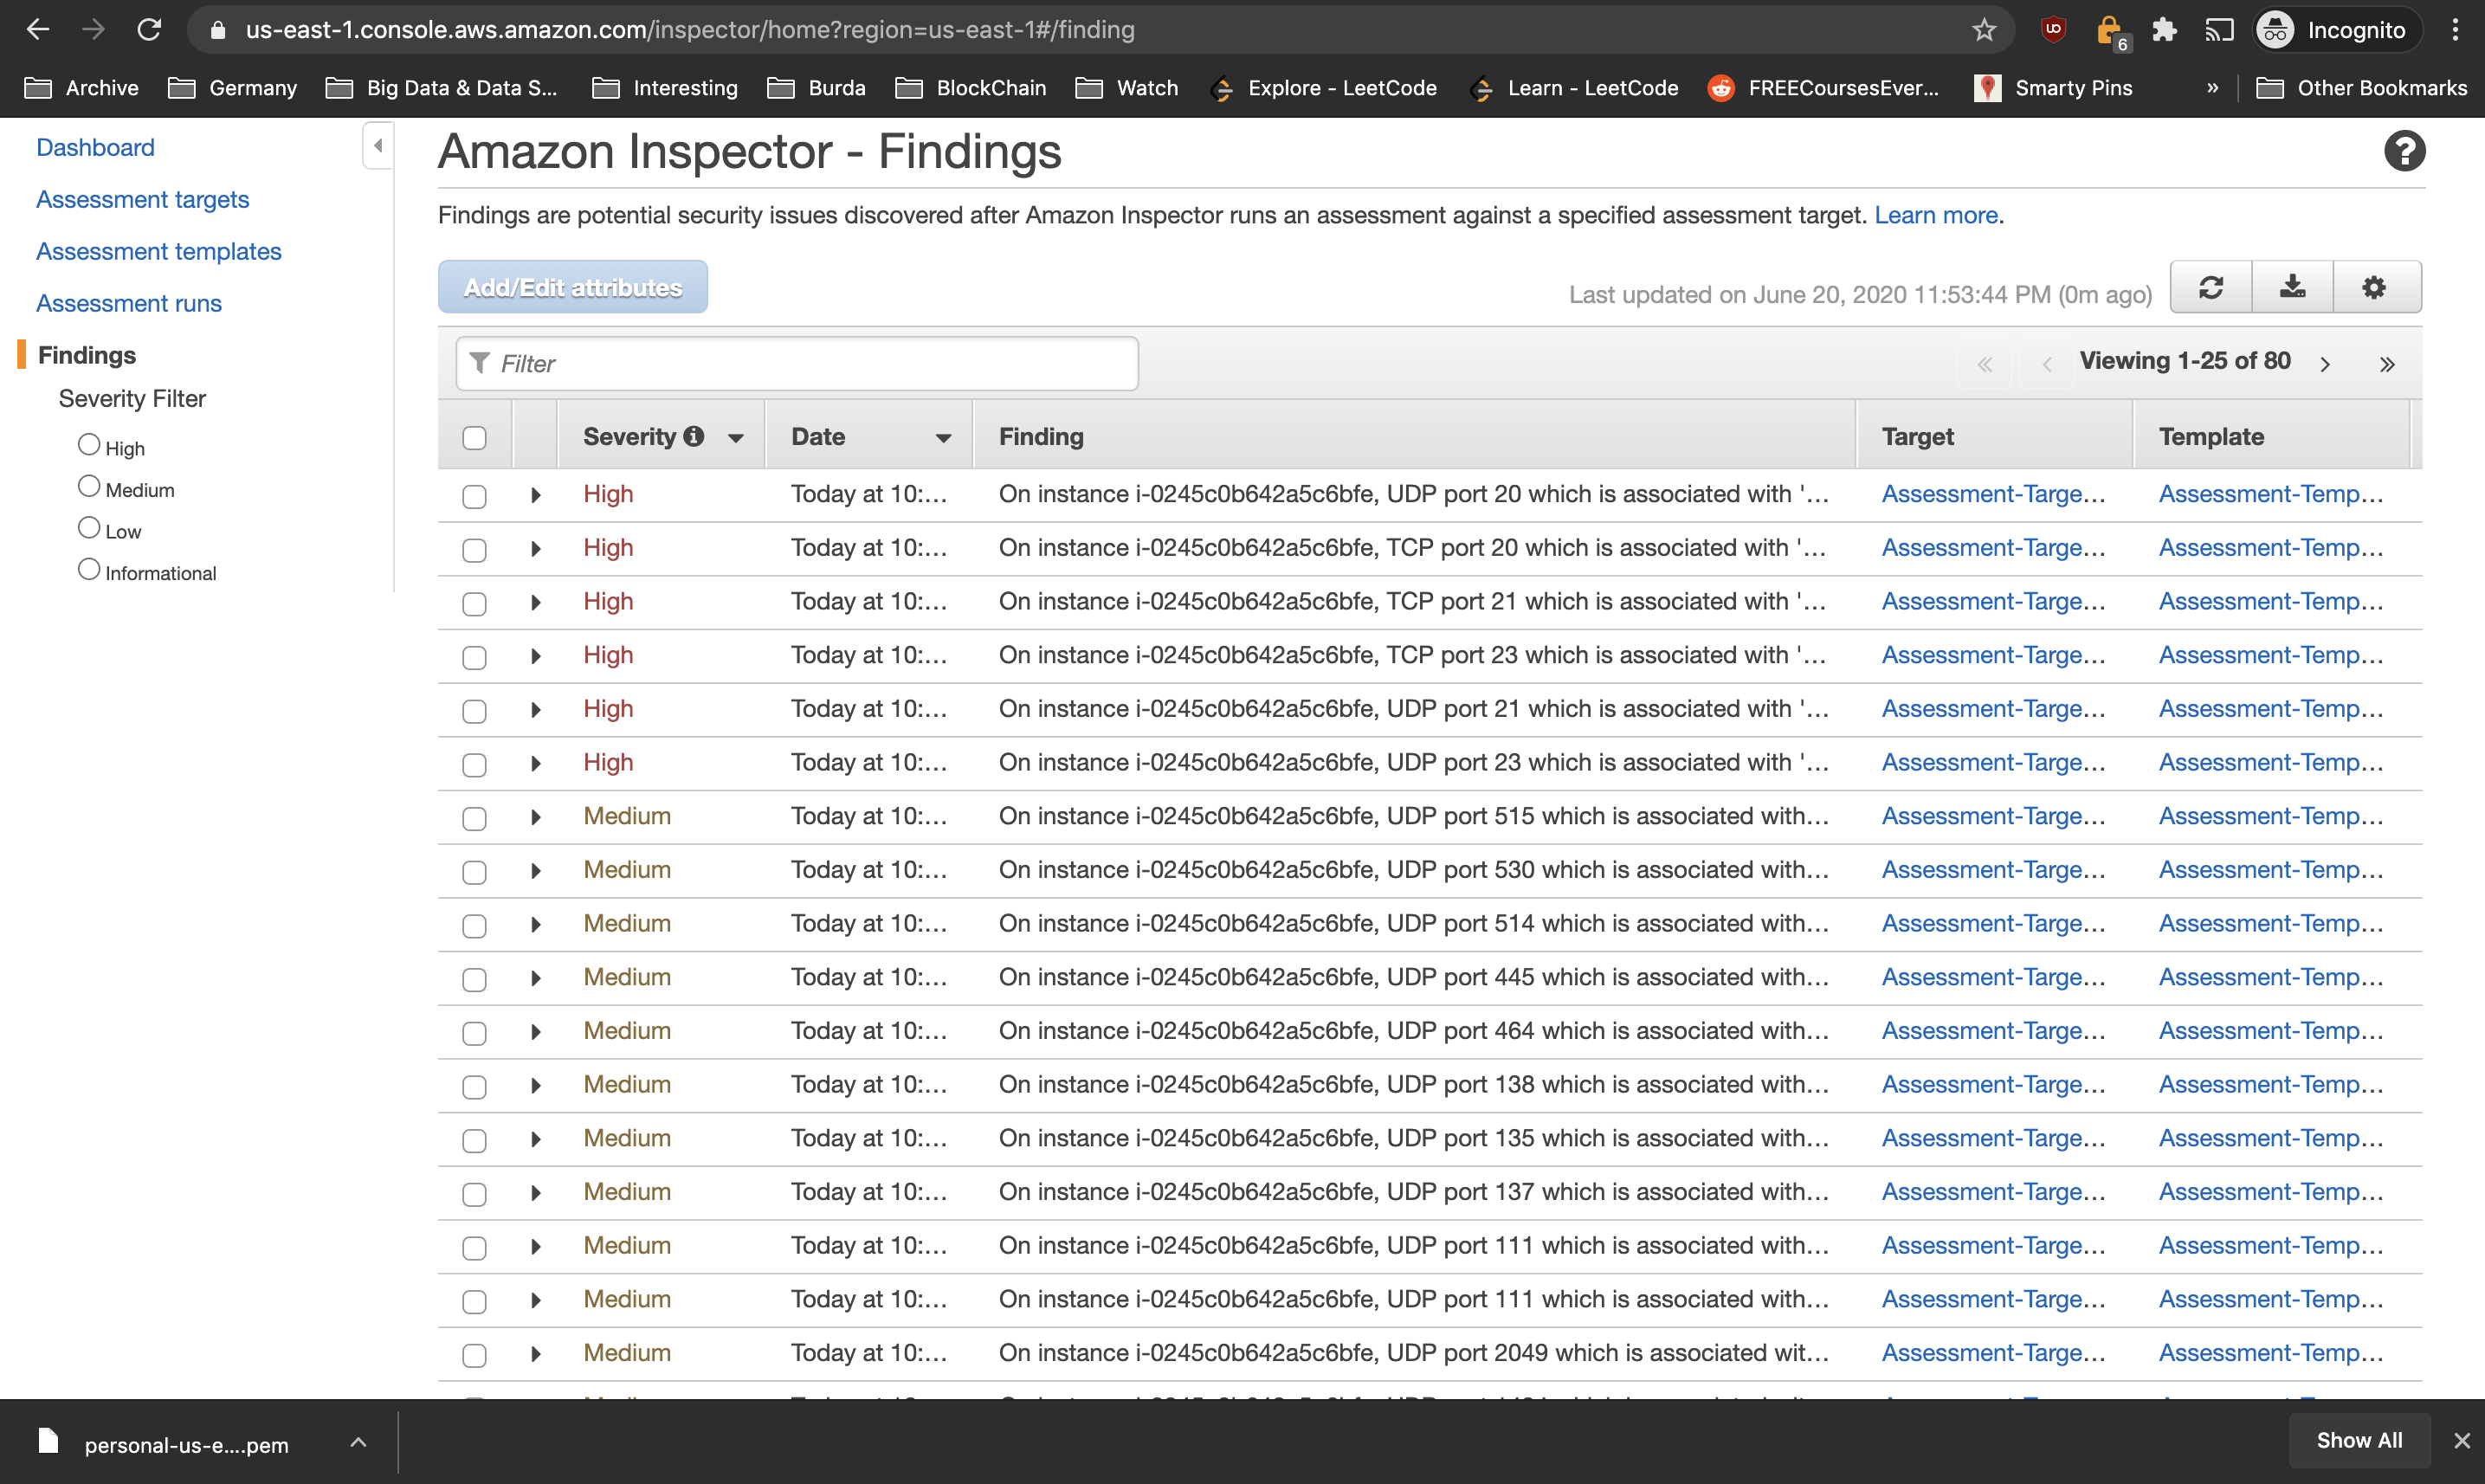 us-east-1.console.aws.amazon.com/inspector/home?region=us-east-1#/finding
6
Incognito
Archive Germany Big Data & Data S... Interesting Burda BlockChain Watch Explore - LeetCode Learn - LeetCode FREECoursesEver... Smarty Pins » Other Bookmarks
Dashboard
Assessment targets
Assessment templates
Assessment runs
Findings
Severity Filter
High
Medium
Low
Informational
Amazon Inspector - Findings
Findings are potential security issues discovered after Amazon Inspector runs an assessment against a specified assessment target. Learn more.
Add/Edit attributes
Last updated on June 20, 2020 11:53:44 PM (0m ago)
Filter
Viewing 1-25 of 80
Severity Date Finding Target Template
High Today at 10:... On instance i-0245c0b642a5c6bfe, UDP port 20 which is associated with '... Assessment-Targe... Assessment-Temp...
High Today at 10:... On instance i-0245c0b642a5c6bfe, TCP port 20 which is associated with '... Assessment-Targe... Assessment-Temp...
High Today at 10:... On instance i-0245c0b642a5c6bfe, TCP port 21 which is associated with '... Assessment-Targe... Assessment-Temp...
High Today at 10:... On instance i-0245c0b642a5c6bfe, TCP port 23 which is associated with '... Assessment-Targe... Assessment-Temp...
High Today at 10:... On instance i-0245c0b642a5c6bfe, UDP port 21 which is associated with '... Assessment-Targe... Assessment-Temp...
High Today at 10:... On instance i-0245c0b642a5c6bfe, UDP port 23 which is associated with '... Assessment-Targe... Assessment-Temp...
Medium Today at 10:... On instance i-0245c0b642a5c6bfe, UDP port 515 which is associated with... Assessment-Targe... Assessment-Temp...
Medium Today at 10:... On instance i-0245c0b642a5c6bfe, UDP port 530 which is associated with... Assessment-Targe... Assessment-Temp...
Medium Today at 10:... On instance i-0245c0b642a5c6bfe, UDP port 514 which is associated with... Assessment-Targe... Assessment-Temp...
Medium Today at 10:... On instance i-0245c0b642a5c6bfe, UDP port 445 which is associated with... Assessment-Targe... Assessment-Temp...
Medium Today at 10:... On instance i-0245c0b642a5c6bfe, UDP port 464 which is associated with... Assessment-Targe... Assessment-Temp...
Medium Today at 10:... On instance i-0245c0b642a5c6bfe, UDP port 138 which is associated with... Assessment-Targe... Assessment-Temp...
Medium Today at 10:... On instance i-0245c0b642a5c6bfe, UDP port 135 which is associated with... Assessment-Targe... Assessment-Temp...
Medium Today at 10:... On instance i-0245c0b642a5c6bfe, UDP port 137 which is associated with... Assessment-Targe... Assessment-Temp...
Medium Today at 10:... On instance i-0245c0b642a5c6bfe, UDP port 111 which is associated with... Assessment-Targe... Assessment-Temp...
Medium Today at 10:... On instance i-0245c0b642a5c6bfe, UDP port 111 which is associated with... Assessment-Targe... Assessment-Temp...
Medium Today at 10:... On instance i-0245c0b642a5c6bfe, UDP port 2049 which is associated wit... Assessment-Targe... Assessment-Temp...
personal-us-e....pem
Show All